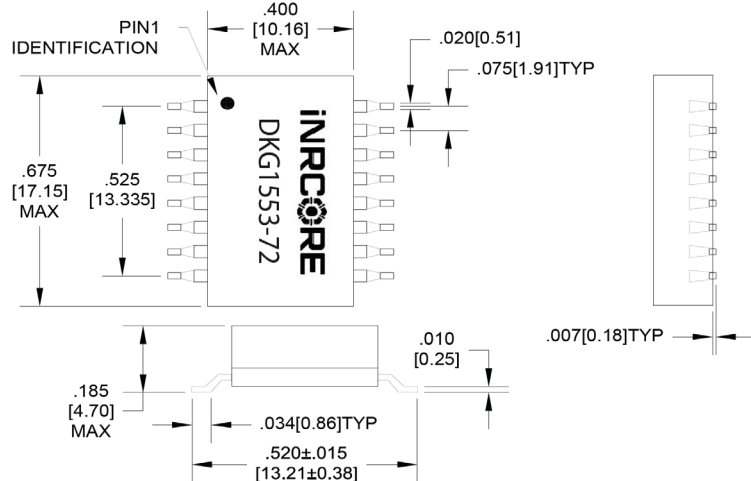 .400
[10.16]
MAX
PIN1
IDENTIFICATION
.020[0.51]
.075[1.91]TYP
.675
[17.15]
MAX
.525
[13.335]
iNRCORE
DKG1553-72
.007[0.18]TYP
.010
[0.25]
.185
[4.70]
MAX
.034[0.86]TYP
.520±.015
[13.21±0.38]